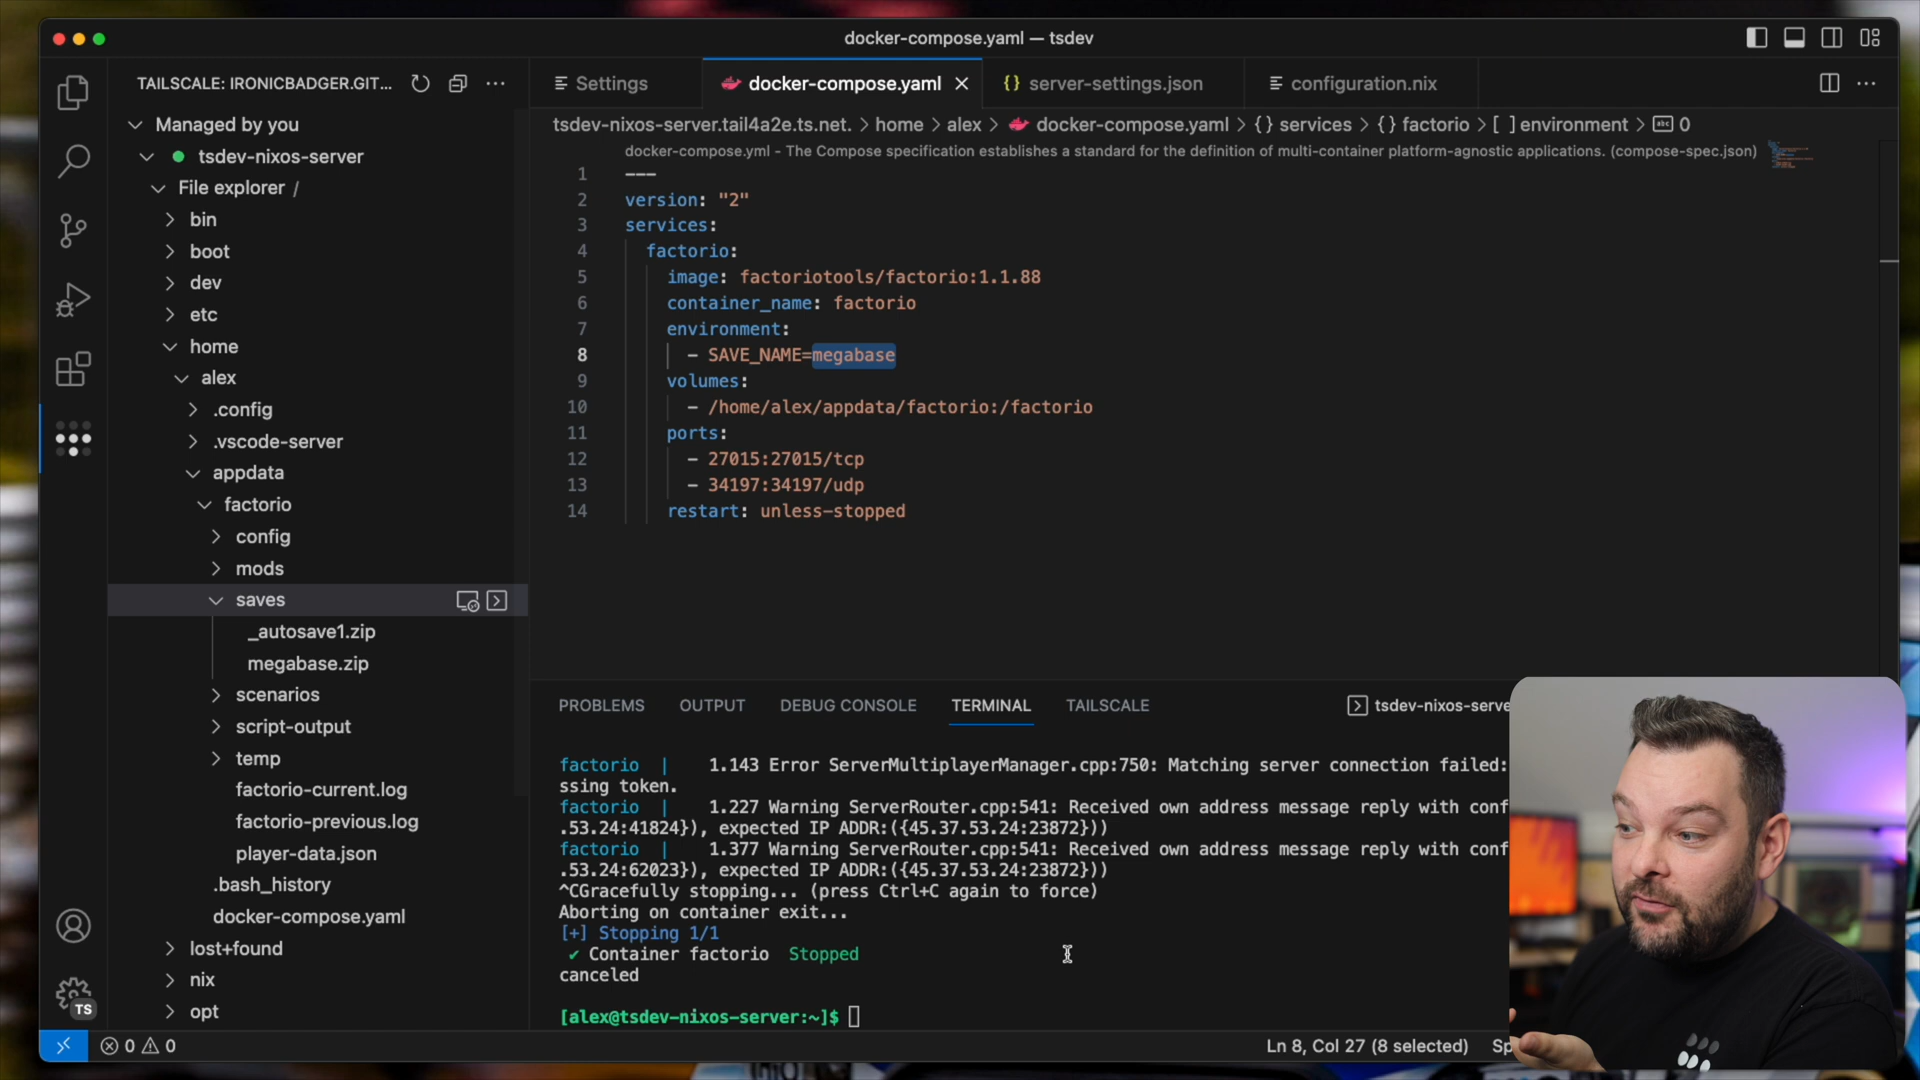 docker-compose.yaml — tsdev
TAILSCALE: IRONICBADGER.GIT...
Settings
docker-compose.yaml
server-settings.json
configuration.nix
tsdev-nixos-server.tail4a2e.ts.net. > home > alex > docker-compose.yaml > {} services > {} factorio > [ ] environment > abc 0
docker-compose.yml - The Compose specification establishes a standard for the definition of multi-container platform-agnostic applications. (compose-spec.json)
Managed by you
tsdev-nixos-server
File explorer /
bin
boot
dev
etc
home
alex
.config
.vscode-server
appdata
factorio
config
mods
saves
_autosave1.zip
megabase.zip
scenarios
script-output
temp
factorio-current.log
factorio-previous.log
player-data.json
.bash_history
docker-compose.yaml
lost+found
nix
opt
TS
1 ---
2 version: "2"
3 services:
4 factorio:
5 image: factoriotools/factorio:1.1.88
6 container_name: factorio
7 environment:
8 - SAVE_NAME=megabase
9 volumes:
10 - /home/alex/appdata/factorio:/factorio
11 ports:
12 - 27015:27015/tcp
13 - 34197:34197/udp
14 restart: unless-stopped
PROBLEMS OUTPUT DEBUG CONSOLE TERMINAL TAILSCALE
tsdev-nixos-serve
factorio | 1.143 Error ServerMultiplayerManager.cpp:750: Matching server connection failed:
ssing token.
factorio | 1.227 Warning ServerRouter.cpp:541: Received own address message reply with conf
.53.24:41824}), expected IP ADDR:({45.37.53.24:23872}))
factorio | 1.377 Warning ServerRouter.cpp:541: Received own address message reply with conf
.53.24:62023}), expected IP ADDR:({45.37.53.24:23872}))
^CGracefully stopping... (press Ctrl+C again to force)
Aborting on container exit...
[+] Stopping 1/1
✔ Container factorio Stopped
canceled
[alex@tsdev-nixos-server:~]$
0 0
Ln 8, Col 27 (8 selected)
Sp